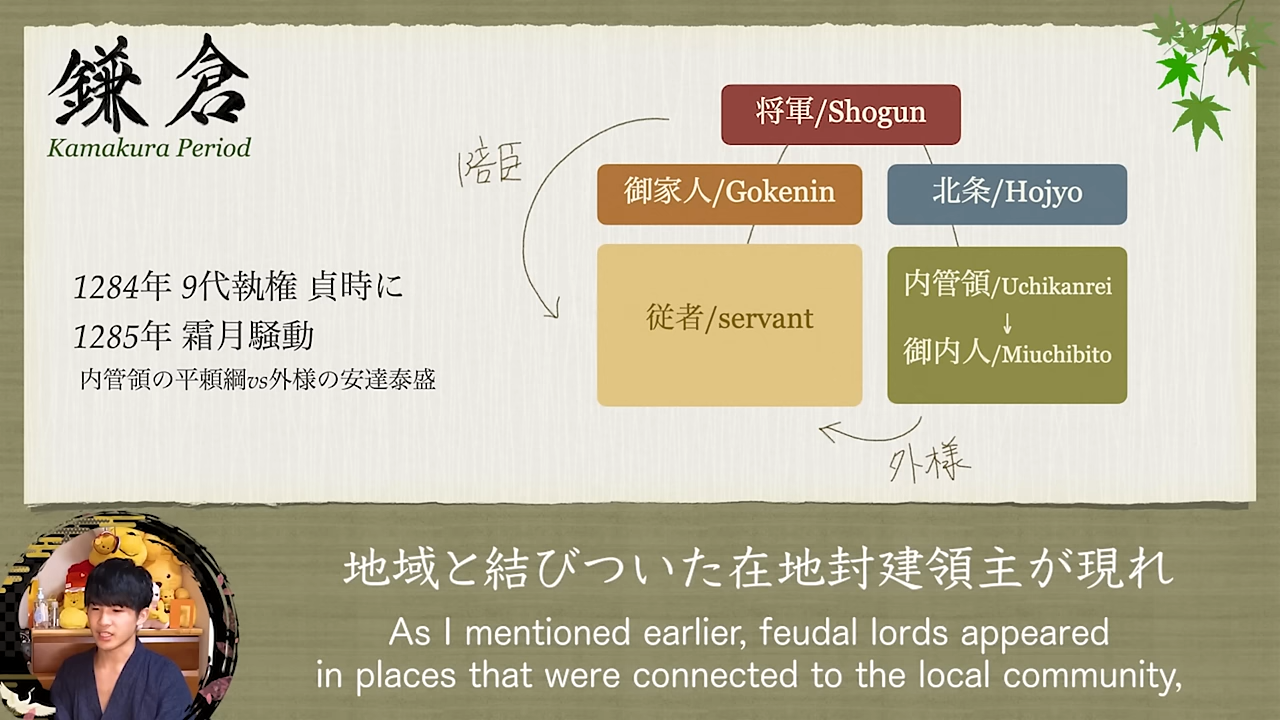 鎌倉
Kamakura Period
1284年 9代執権 貞時に
1285年 霜月騒動
内管領の平頼綱vs外様の安達泰盛
将軍/Shogun
陪臣
御家人/Gokenin
北条/Hojyo
従者/servant
内管領/Uchikanrei
↓
御内人/Miuchibito
外様
地域と結びついた在地封建領主が現れ
As I mentioned earlier, feudal lords appeared
in places that were connected to the local community,